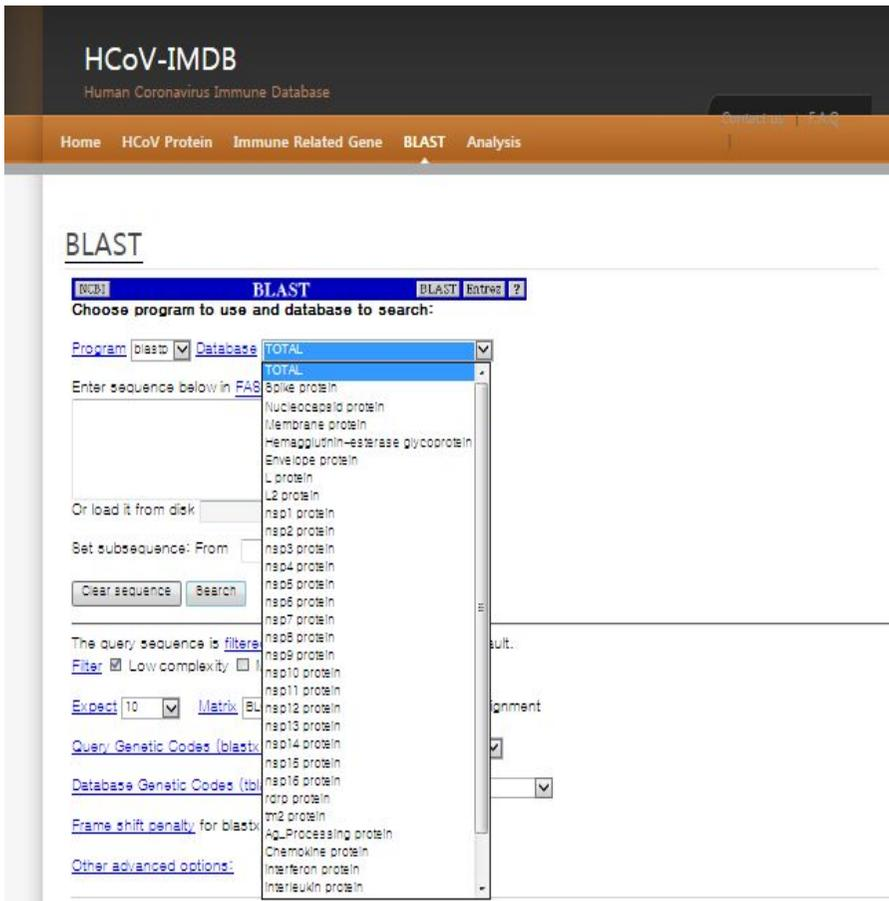 HCoV-IMDB
Human Coronavirus Immune Database
Contact us | F.A.Q
|
Home HCoV Protein Immune Related Gene BLAST Analysis
BLAST
NCBI BLAST BLAST Entrez ?
Choose program to use and database to search:
Program blastp Database TOTAL
TOTAL
Enter sequence below in FAS
Spike protein
Nucleocapsid protein
Membrane protein
Hemagglutinin-esterase glycoprotein
Envelope protein
L protein
L2 protein
Or load it from disk
nsp1 protein
nsp2 protein
nsp3 protein
Set subsequence: From
nsp4 protein
nsp5 protein
nsp6 protein
Clear sequence Search
nsp7 protein
nsp8 protein
The query sequence is filtered ault.
nsp9 protein
Filter Low complexity
nsp10 protein
nsp11 protein
Expect 10 Matrix BL ignment
nsp12 protein
nsp13 protein
nsp14 protein
Query Genetic Codes (blastx
nsp15 protein
nsp16 protein
Database Genetic Codes (tbl
rdrp protein
tm2 protein
Frame shift penalty for blastx
Ag_Processing protein
Chemokine protein
Other advanced options:
Interferon protein
Interleukin protein